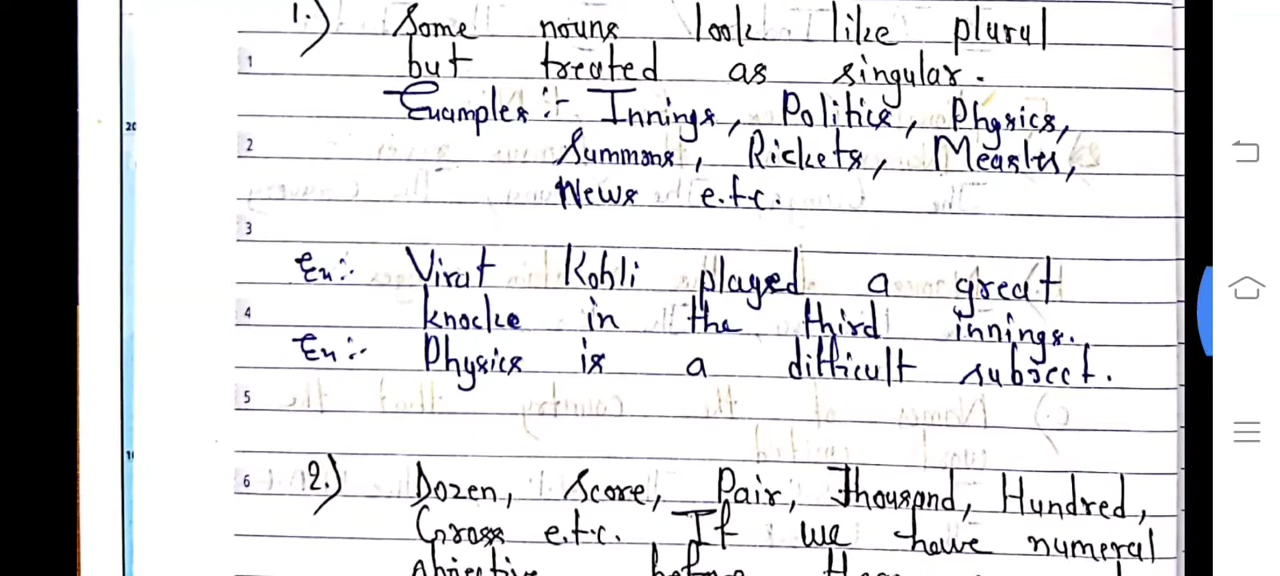 1.) Some nouns look like plural
but treated as singular.
Examples :- Innings, Politics, Physics,
Summons, Rickets, Measles,
News e.t.c.
Ex:- Virat Kohli played a great
knocke in the third innings.
Ex:- Physics is a difficult subject.
2.) Dozen, Score, Pair, Thousand, Hundred,
Gross e.t.c. If we have numeral